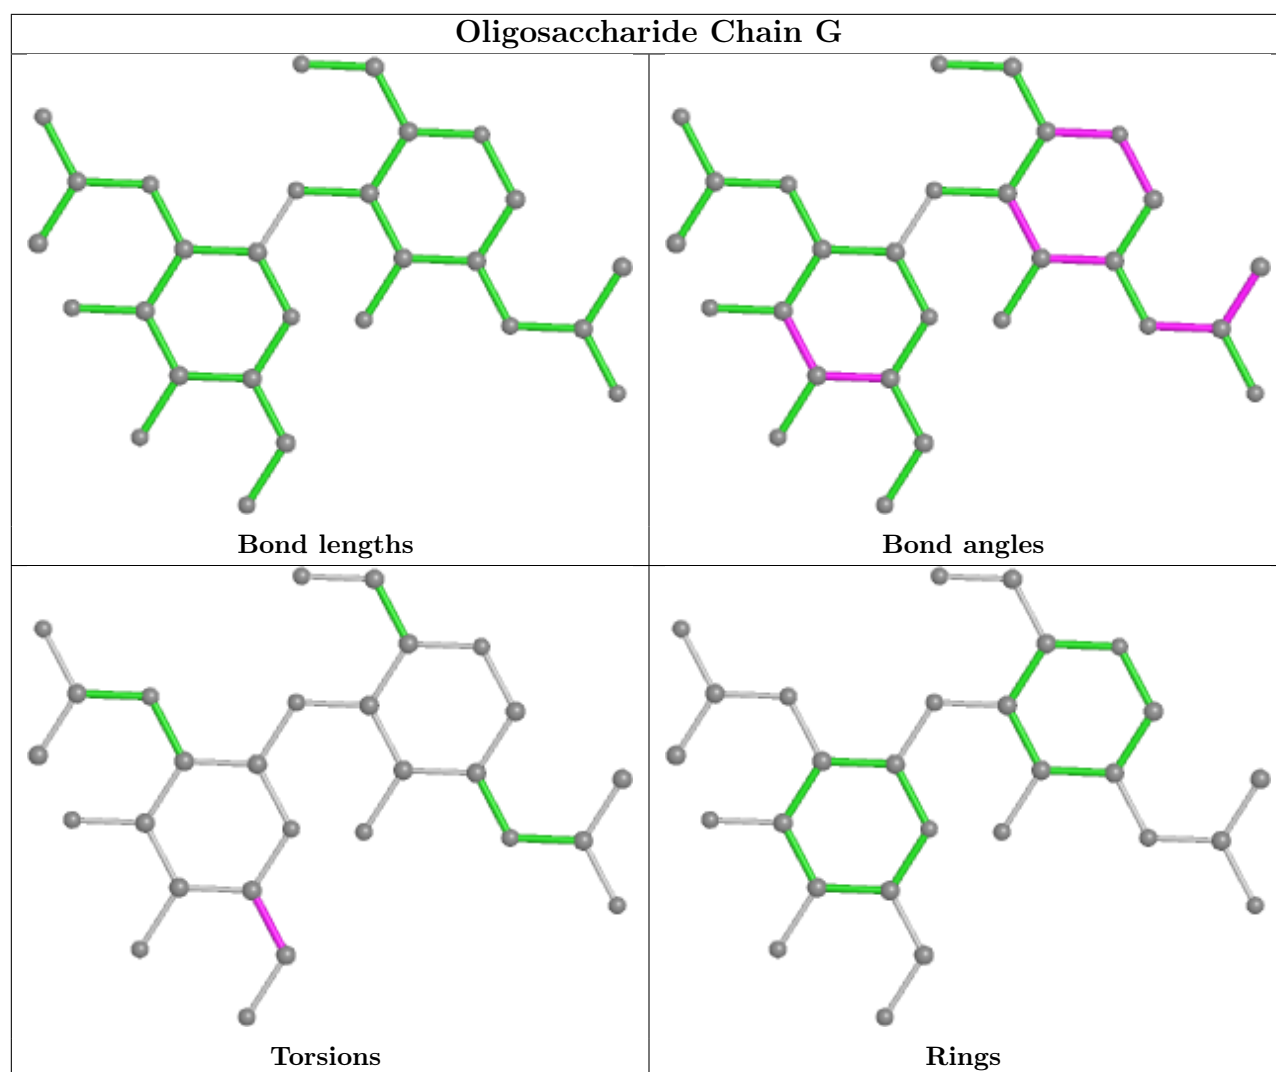 Oligosaccharide Chain G
Bond lengths
Bond angles
Torsions
Rings